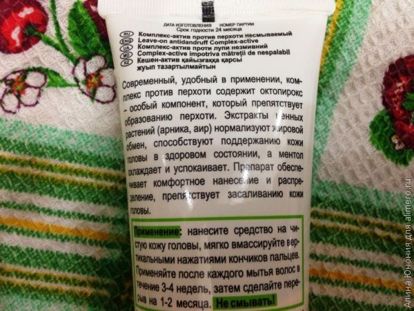 ДАТА ИЗГОТОВЛЕНИЯ НОМЕР ПАРТИИ
Срок годности 24 месяца
Комплекс-актив против перхоти несмываемый
Leave-on antidandruff Complex-active
Комплекс-актив проти лупи незмивний
Complex-activ împotriva mătreții de nespalabil
Кешен-актив қайызғаққа қарсы
жуып тазартылмайтын
Современный, удобный в применении, ком-
плекс против перхоти содержит октопирокс
- особый компонент, который препятствует
образованию перхоти. Экстракты ценных
растений (арника, аир) нормализуют жировой
обмен, способствуют поддержанию кожи
головы в здоровом состоянии, а ментол
охлаждает и успокаивает. Препарат обеспе-
чивает комфортное нанесение и распре-
деление, препятствует засаливанию кожи
головы.
Применение: нанесите средство на чи-
стую кожу головы, мягко вмассируйте вер-
тикальными нажатиями кончиков пальцев.
Применяйте после каждого мытья волос в
течение 3-4 недель, затем сделайте пере-
рыв на 1-2 месяца. Не смывать!